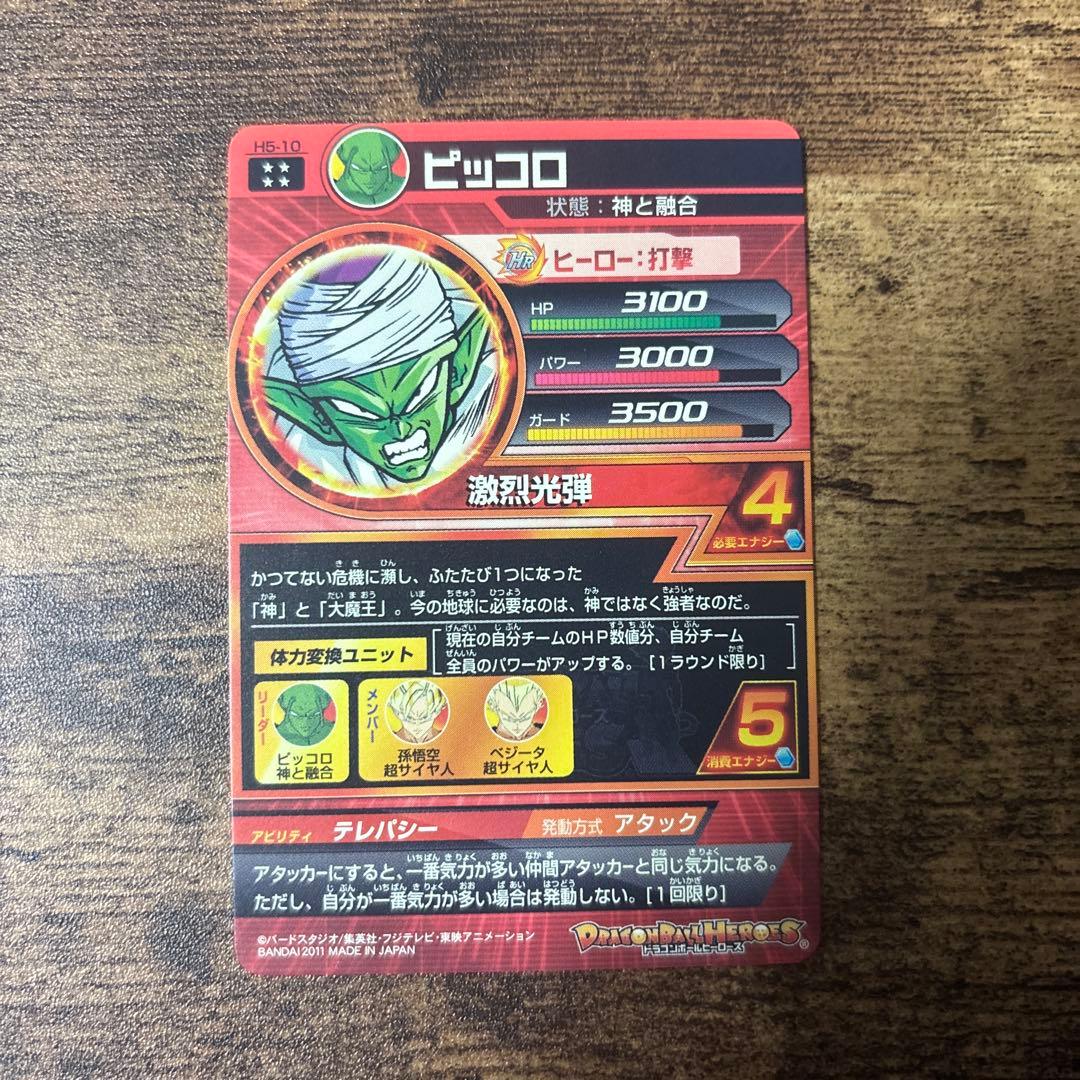 H5-10
ピッコロ
状態：神と融合
HR ヒーロー：打撃
HP 3100
パワー 3000
ガード 3500
激烈光弾
4
必要エナジー
かつてない危機に瀕し、ふたたび1つになった
「神」と「大魔王」。今の地球に必要なのは、神ではなく強者なのだ。
体力変換ユニット
現在の自分チームのHP数値分、自分チーム
全員のパワーがアップする。［1ラウンド限り］
リーダー
ピッコロ
神と融合
メンバー
孫悟空
超サイヤ人
ベジータ
超サイヤ人
5
消費エナジー
アビリティ テレパシー 発動方式 アタック
アタッカーにすると、一番気力が多い仲間アタッカーと同じ気力になる。
ただし、自分が一番気力が多い場合は発動しない。［1回限り］
©バードスタジオ/集英社・フジテレビ・東映アニメーション
BANDAI 2011 MADE IN JAPAN
DRAGON BALL HEROES
ドラゴンボールヒーローズ
®